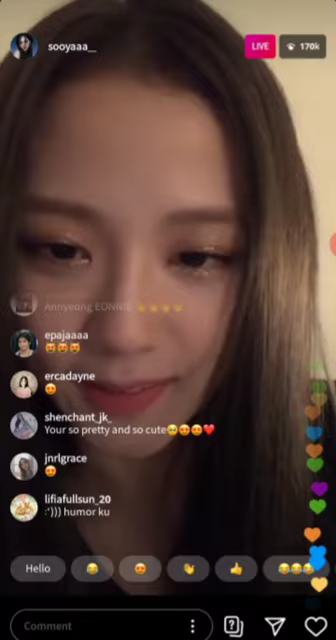 sooyaaa__
LIVE
170k
Annyeong EONNIE
epajaaaa
😻😻😻
ercadayne
😍
shenchant_jk_
Your so pretty and so cute🥺😍😍❤️
jnrlgrace
😍
lifiafullsun_20
:'))) humor ku
Hello 😂 😍 👏 👍 😂😂😂
Comment